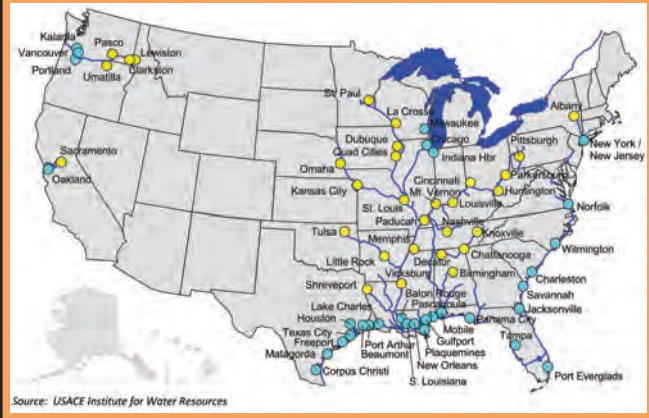 Kalama
Vancouver
Portland
Pasco
Umatilla
Lewision
Clarkston
Sacramento
Oakland
St. Paul
La Crosse
Milwaukee
Dubuque
Chicago
Quad Cities
Indiana Hbr
Omaha
Kansas City
St. Louis
Albany
New York /
New Jersey
Pittsburgh
Parkersburg
Cincinnati
Huntington
Mt. Vernon
Louisville
Paducah
Nashville
Knoxville
Norfolk
Tulsa
Memphis
Little Rock
Decatur
Chattanooga
Wilmington
Vicksburg
Birmingham
Charleston
Shreveport
Baton Rouge
Pascagoula
Savannah
Lake Charles
Jacksonville
Houston
Mobile
Panama City
Texas City
Gulfport
Tampa
Freeport
Port Arthur
Plaquemines
Matagorda
Beaumont
New Orleans
Corpus Christi
S. Louisiana
Port Everglads
Source: USACE Institute for Water Resources